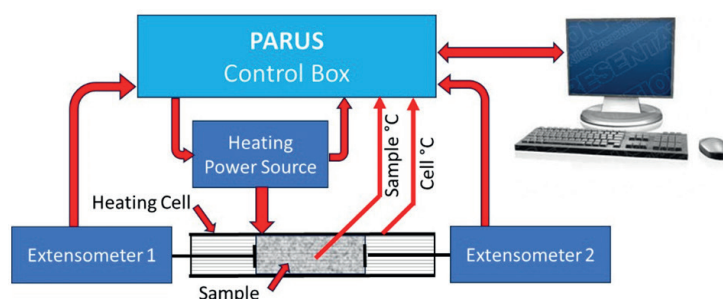 PARUS
Control Box
Heating
Power Source
Sample °C
Cell °C
Heating Cell
Extensometer 1
Extensometer 2
Sample